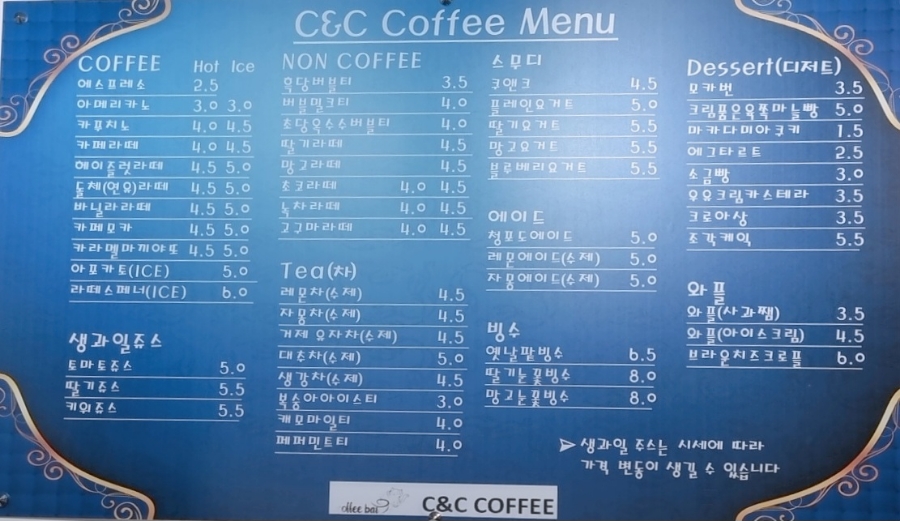 C&C Coffee Menu
COFFEE Hot Ice
에스프레소 2.5
아메리카노 3.0 3.0
카푸치노 4.0 4.5
카페라떼 4.0 4.5
헤이즐럿라떼 4.5 5.0
돌체(연유)라떼 4.5 5.0
바닐라라떼 4.5 5.0
카페모카 4.5 5.0
카라멜마끼야또 4.5 5.0
아포카토(ICE) 5.0
라떼스페너(ICE) 6.0
생과일쥬스
토마토쥬스 5.0
딸기쥬스 5.5
키위쥬스 5.5
NON COFFEE
흑당버블티 3.5
버블밀크티 4.0
초당옥수수버블티 4.0
딸기라떼 4.5
망고라떼 4.5
초코라떼 4.0 4.5
녹차라떼 4.0 4.5
고구마라떼 4.0 4.5
Tea(차)
레몬차(수제) 4.5
자몽차(수제) 4.5
거제 유자차(수제) 4.5
대추차(수제) 5.0
생강차(수제) 4.5
복숭아아이스티 3.0
캐모마일티 4.0
페퍼민트티 4.0
스무디
쿠앤크 4.5
플레인요거트 5.0
딸기요거트 5.5
망고요거트 5.5
블루베리요거트 5.5
에이드
청포도에이드 5.0
레몬에이드(수제) 5.0
자몽에이드(수제) 5.0
빙수
옛날팥빙수 6.5
딸기눈꽃빙수 8.0
망고눈꽃빙수 8.0
Dessert(디저트)
모카번 3.5
크림품은육쪽마늘빵 5.0
마카다미아쿠키 1.5
에그타르트 2.5
소금빵 3.0
우유크림카스테라 3.5
크로아상 3.5
조각케익 5.5
와플
와플(사과잼) 3.5
와플(아이스크림) 4.5
브라운치즈크로플 6.0
➢ 생과일 주스는 시세에 따라
가격 변동이 생길 수 있습니다
C&C COFFEE